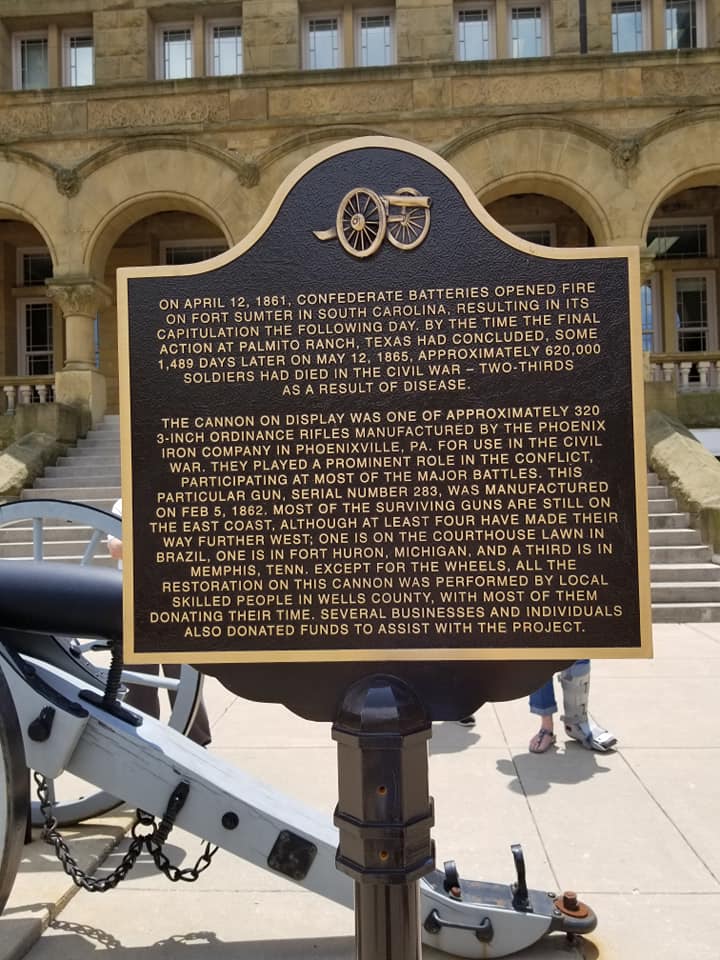 ON APRIL 12, 1861, CONFEDERATE BATTERIES OPENED FIRE
ON FORT SUMTER IN SOUTH CAROLINA, RESULTING IN ITS
CAPITULATION THE FOLLOWING DAY. BY THE TIME THE FINAL
ACTION AT PALMITO RANCH, TEXAS HAD CONCLUDED, SOME
1,489 DAYS LATER ON MAY 12, 1865, APPROXIMATELY 620,000
SOLDIERS HAD DIED IN THE CIVIL WAR – TWO-THIRDS
AS A RESULT OF DISEASE.
THE CANNON ON DISPLAY WAS ONE OF APPROXIMATELY 320
3-INCH ORDINANCE RIFLES MANUFACTURED BY THE PHOENIX
IRON COMPANY IN PHOENIXVILLE, PA. FOR USE IN THE CIVIL
WAR. THEY PLAYED A PROMINENT ROLE IN THE CONFLICT,
PARTICIPATING AT MOST OF THE MAJOR BATTLES. THIS
PARTICULAR GUN, SERIAL NUMBER 283, WAS MANUFACTURED
ON FEB 5, 1862. MOST OF THE SURVIVING GUNS ARE STILL ON
THE EAST COAST, ALTHOUGH AT LEAST FOUR HAVE MADE THEIR
WAY FURTHER WEST; ONE IS ON THE COURTHOUSE LAWN IN
BRAZIL, ONE IS IN FORT HURON, MICHIGAN, AND A THIRD IS IN
MEMPHIS, TENN. EXCEPT FOR THE WHEELS, ALL THE
RESTORATION ON THIS CANNON WAS PERFORMED BY LOCAL
SKILLED PEOPLE IN WELLS COUNTY, WITH MOST OF THEM
DONATING THEIR TIME. SEVERAL BUSINESSES AND INDIVIDUALS
ALSO DONATED FUNDS TO ASSIST WITH THE PROJECT.